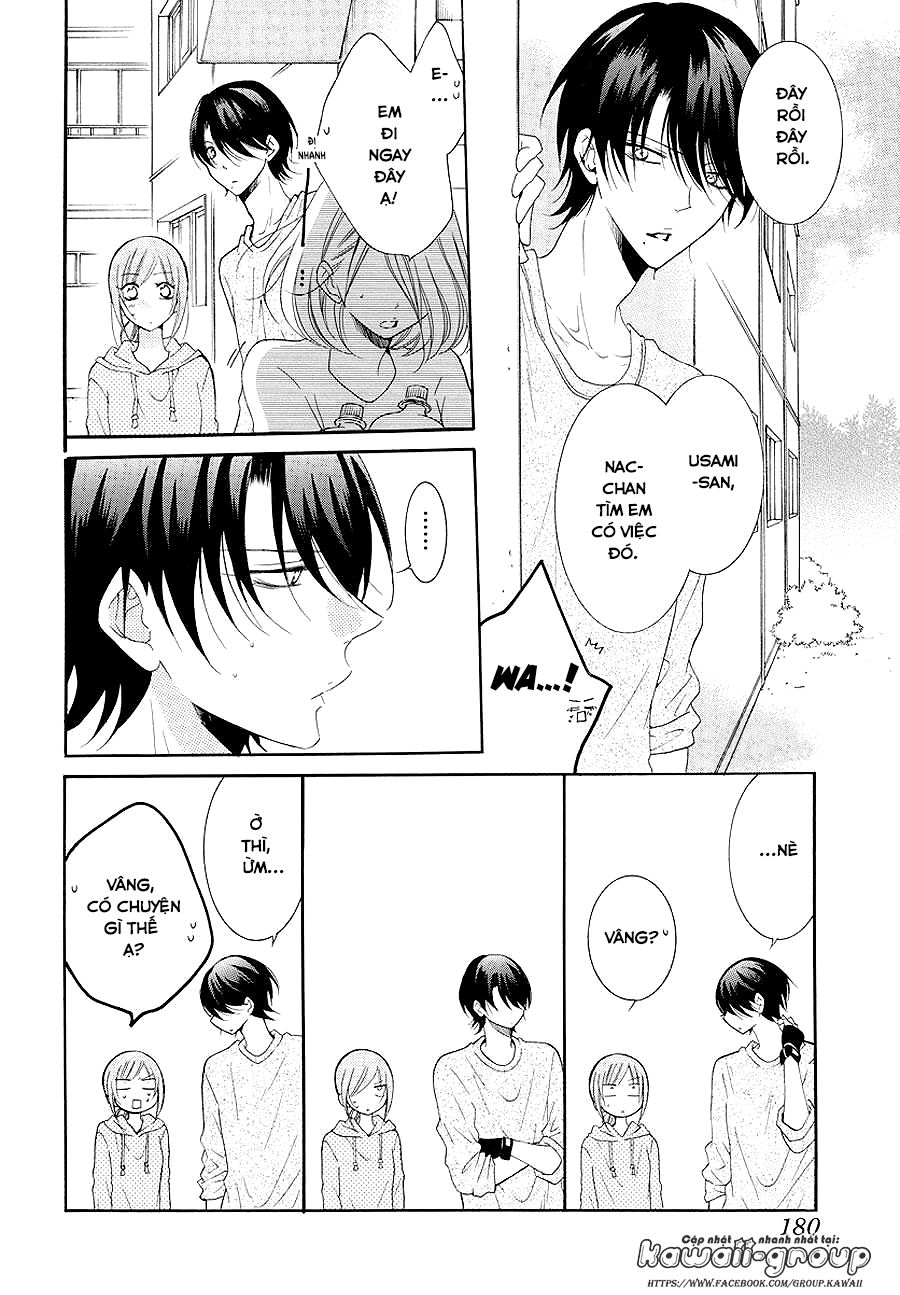 ĐÂY
RỒI
ĐÂY
RỒI.
USAMI
-SAN,
NAC-
CHAN
TÌM EM
CÓ VIỆC
ĐÓ.
WA...!
E-
...
EM
ĐI
NGAY
ĐÂY
Ạ!
ĐI
NHANH
...NÈ
VÂNG?
Ờ
THÌ,
ỪM...
VÂNG,
CÓ CHUYỆN
GÌ THẾ
Ạ?
180
Cập nhật nhanh nhất tại:
kawaii-group
HTTPS://WWW.FACEBOOK.COM/GROUP.KAWAII